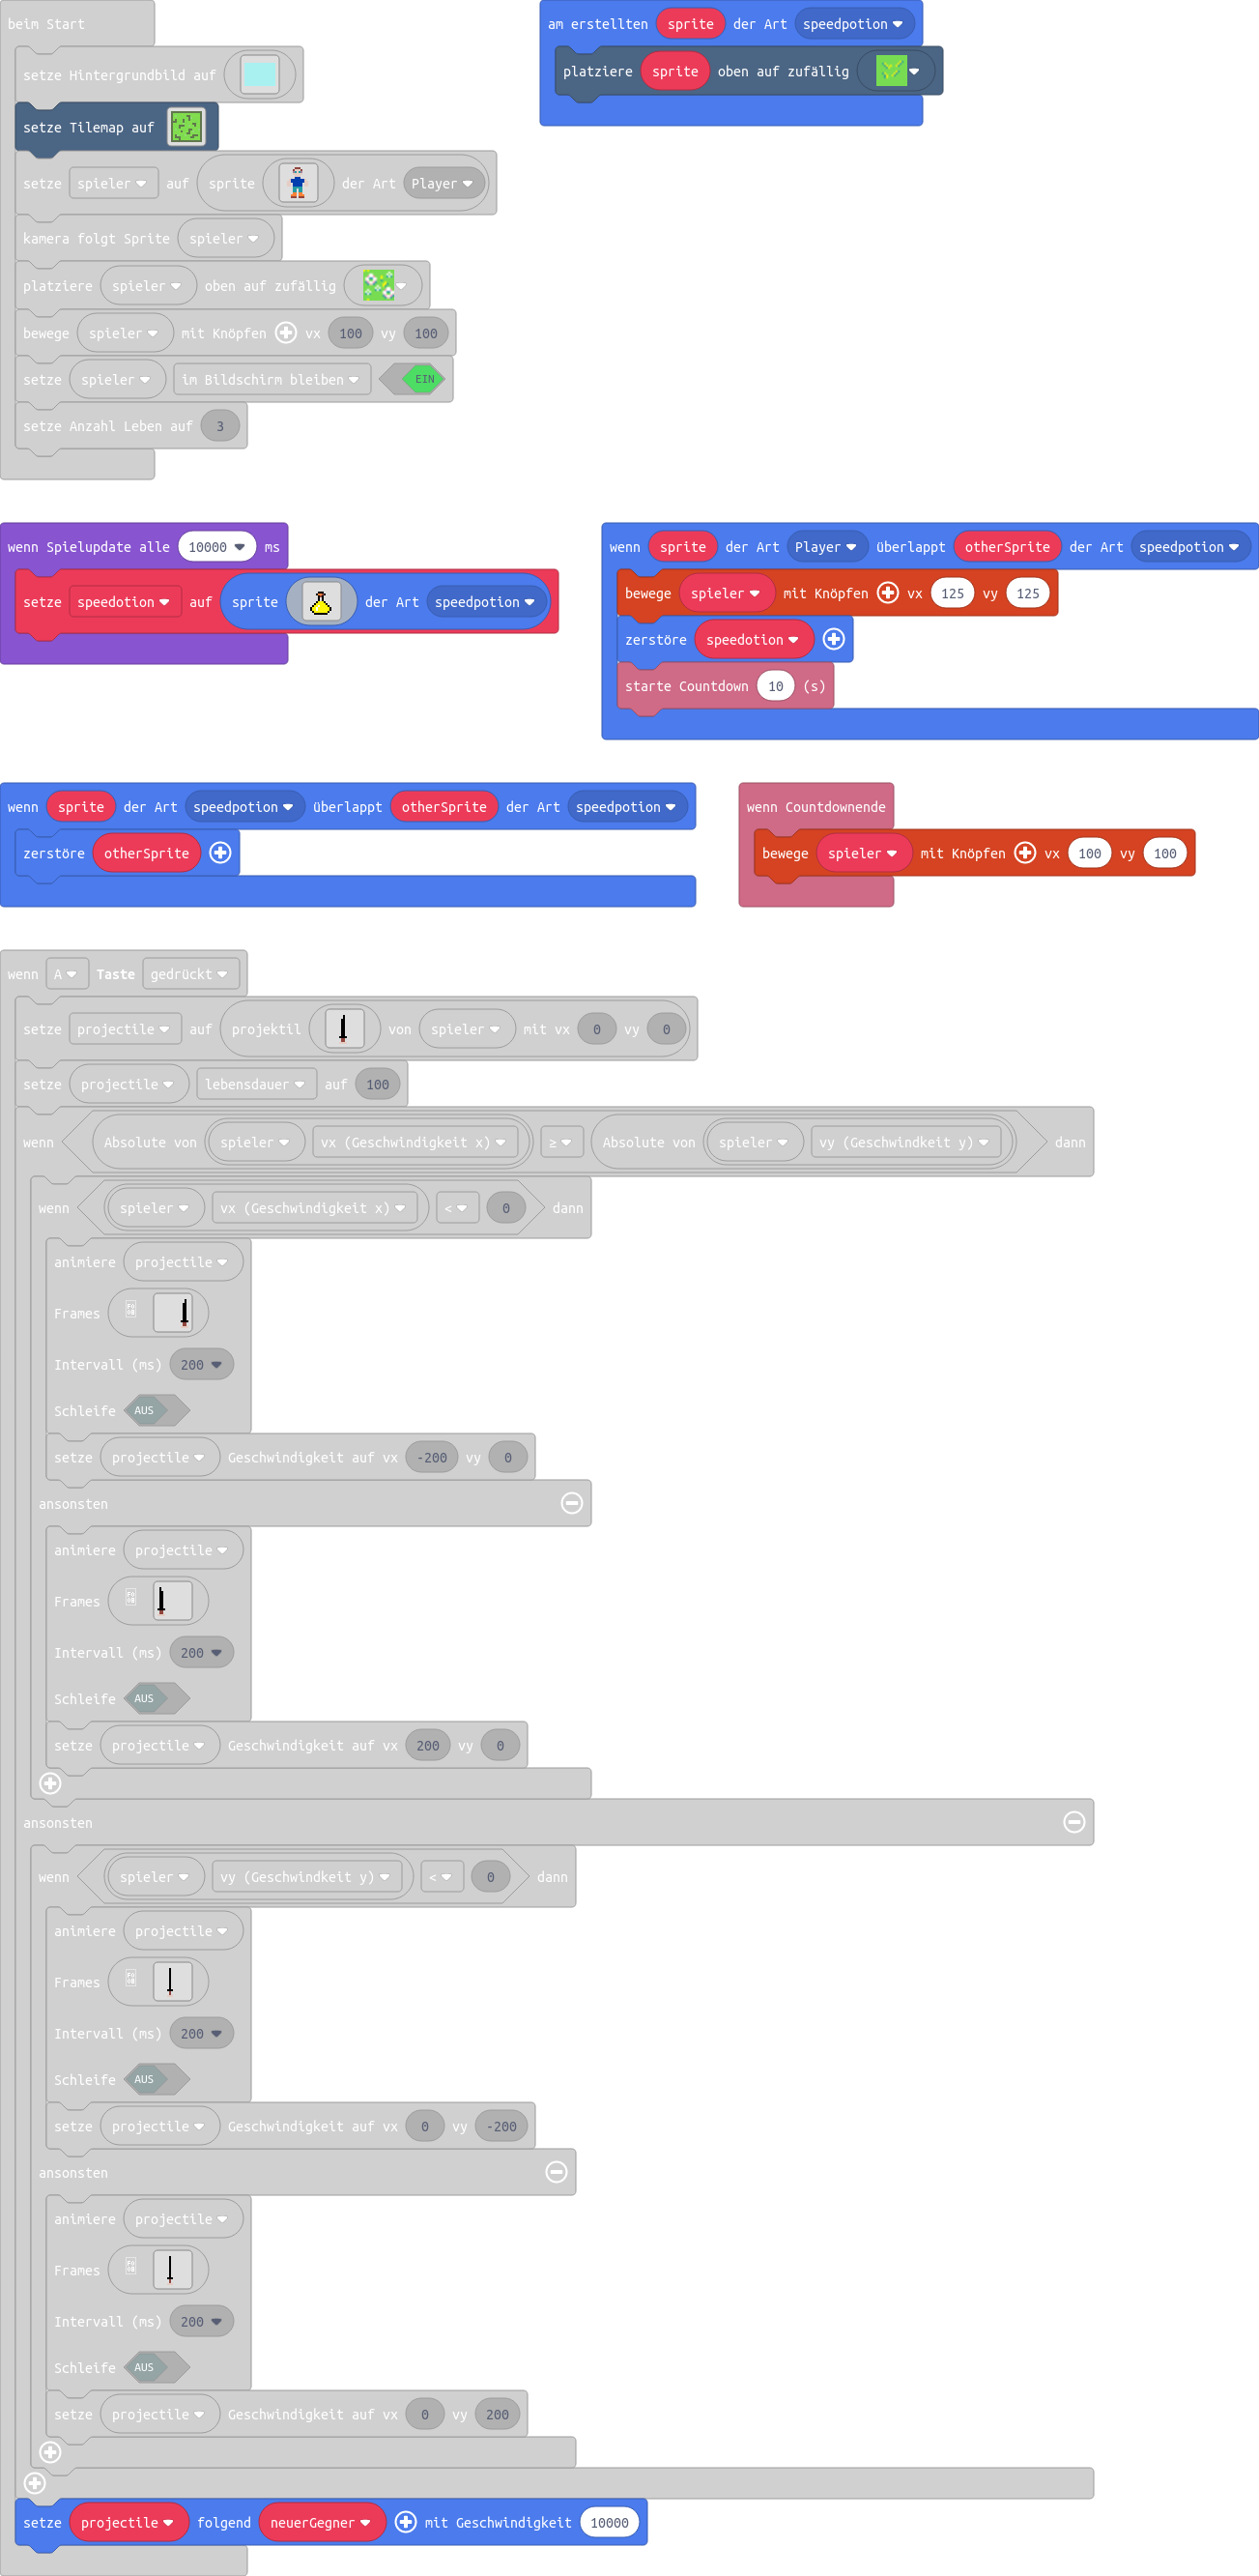 beim Start
setze Hintergrundbild auf
setze Tilemap auf
setze spieler auf sprite der Art Player
kamera folgt Sprite spieler
platziere spieler oben auf zufällig
bewege spieler mit Knöpfen vx 100 vy 100
setze spieler im Bildschirm bleiben EIN
setze Anzahl Leben auf 3
am erstellten sprite der Art speedpotion
platziere sprite oben auf zufällig
wenn Spielupdate alle 10000 ms
setze speedotion auf sprite der Art speedpotion
wenn sprite der Art Player überlappt otherSprite der Art speedpotion
bewege spieler mit Knöpfen vx 125 vy 125
zerstöre speedotion
starte Countdown 10 (s)
wenn sprite der Art speedpotion überlappt otherSprite der Art speedpotion
zerstöre otherSprite
wenn Countdownende
bewege spieler mit Knöpfen vx 100 vy 100
wenn A Taste gedrückt
setze projectile auf projektil von spieler mit vx 0 vy 0
setze projectile lebensdauer auf 100
wenn Absolute von spieler vx (Geschwindigkeit x) ≥ Absolute von spieler vy (Geschwindkeit y) dann
wenn spieler vx (Geschwindigkeit x) < 0 dann
animiere projectile
Frames
Intervall (ms) 200
Schleife AUS
setze projectile Geschwindigkeit auf vx -200 vy 0
ansonsten
animiere projectile
Frames
Intervall (ms) 200
Schleife AUS
setze projectile Geschwindigkeit auf vx 200 vy 0
ansonsten
wenn spieler vy (Geschwindkeit y) < 0 dann
animiere projectile
Frames
Intervall (ms) 200
Schleife AUS
setze projectile Geschwindigkeit auf vx 0 vy -200
ansonsten
animiere projectile
Frames
Intervall (ms) 200
Schleife AUS
setze projectile Geschwindigkeit auf vx 0 vy 200
setze projectile folgend neuerGegner mit Geschwindigkeit 10000